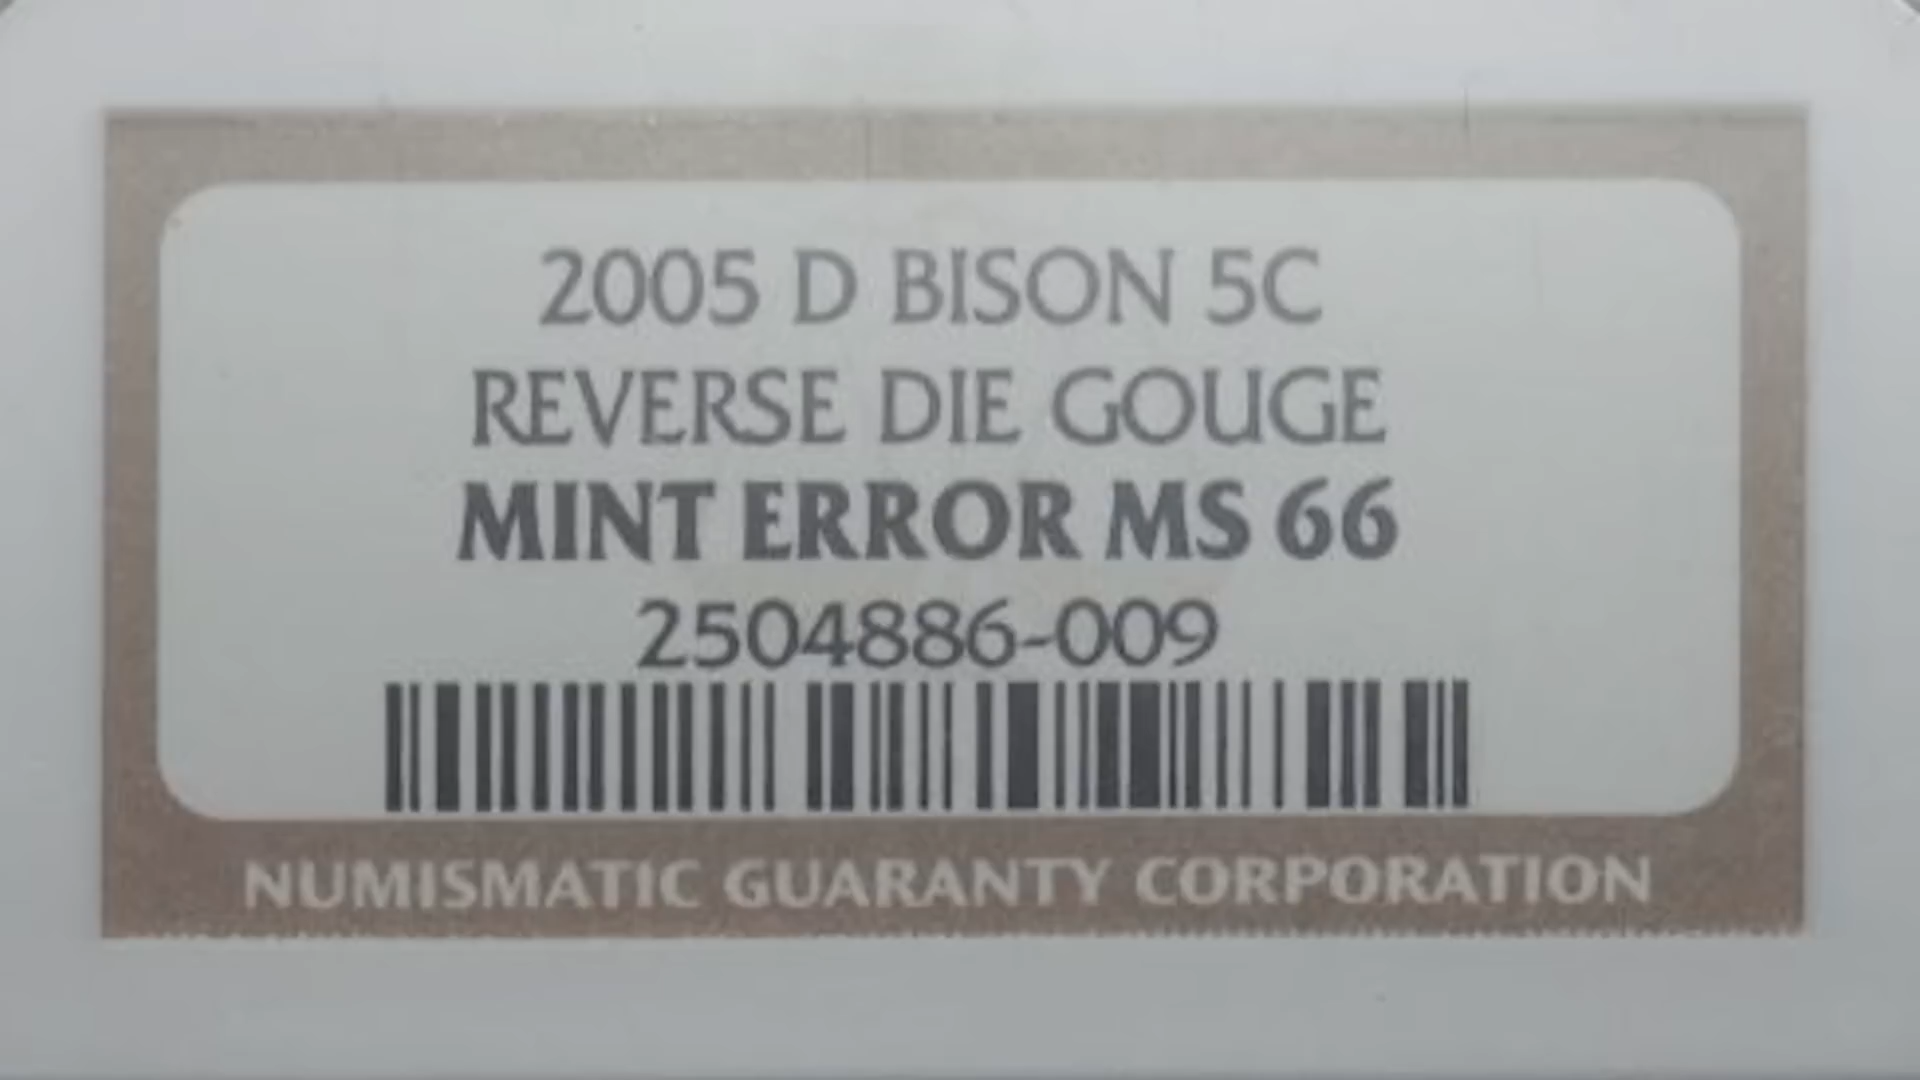 2005 D BISON 5C
REVERSE DIE GOUGE
MINT ERROR MS 66
2504886-009
NUMISMATIC GUARANTY CORPORATION